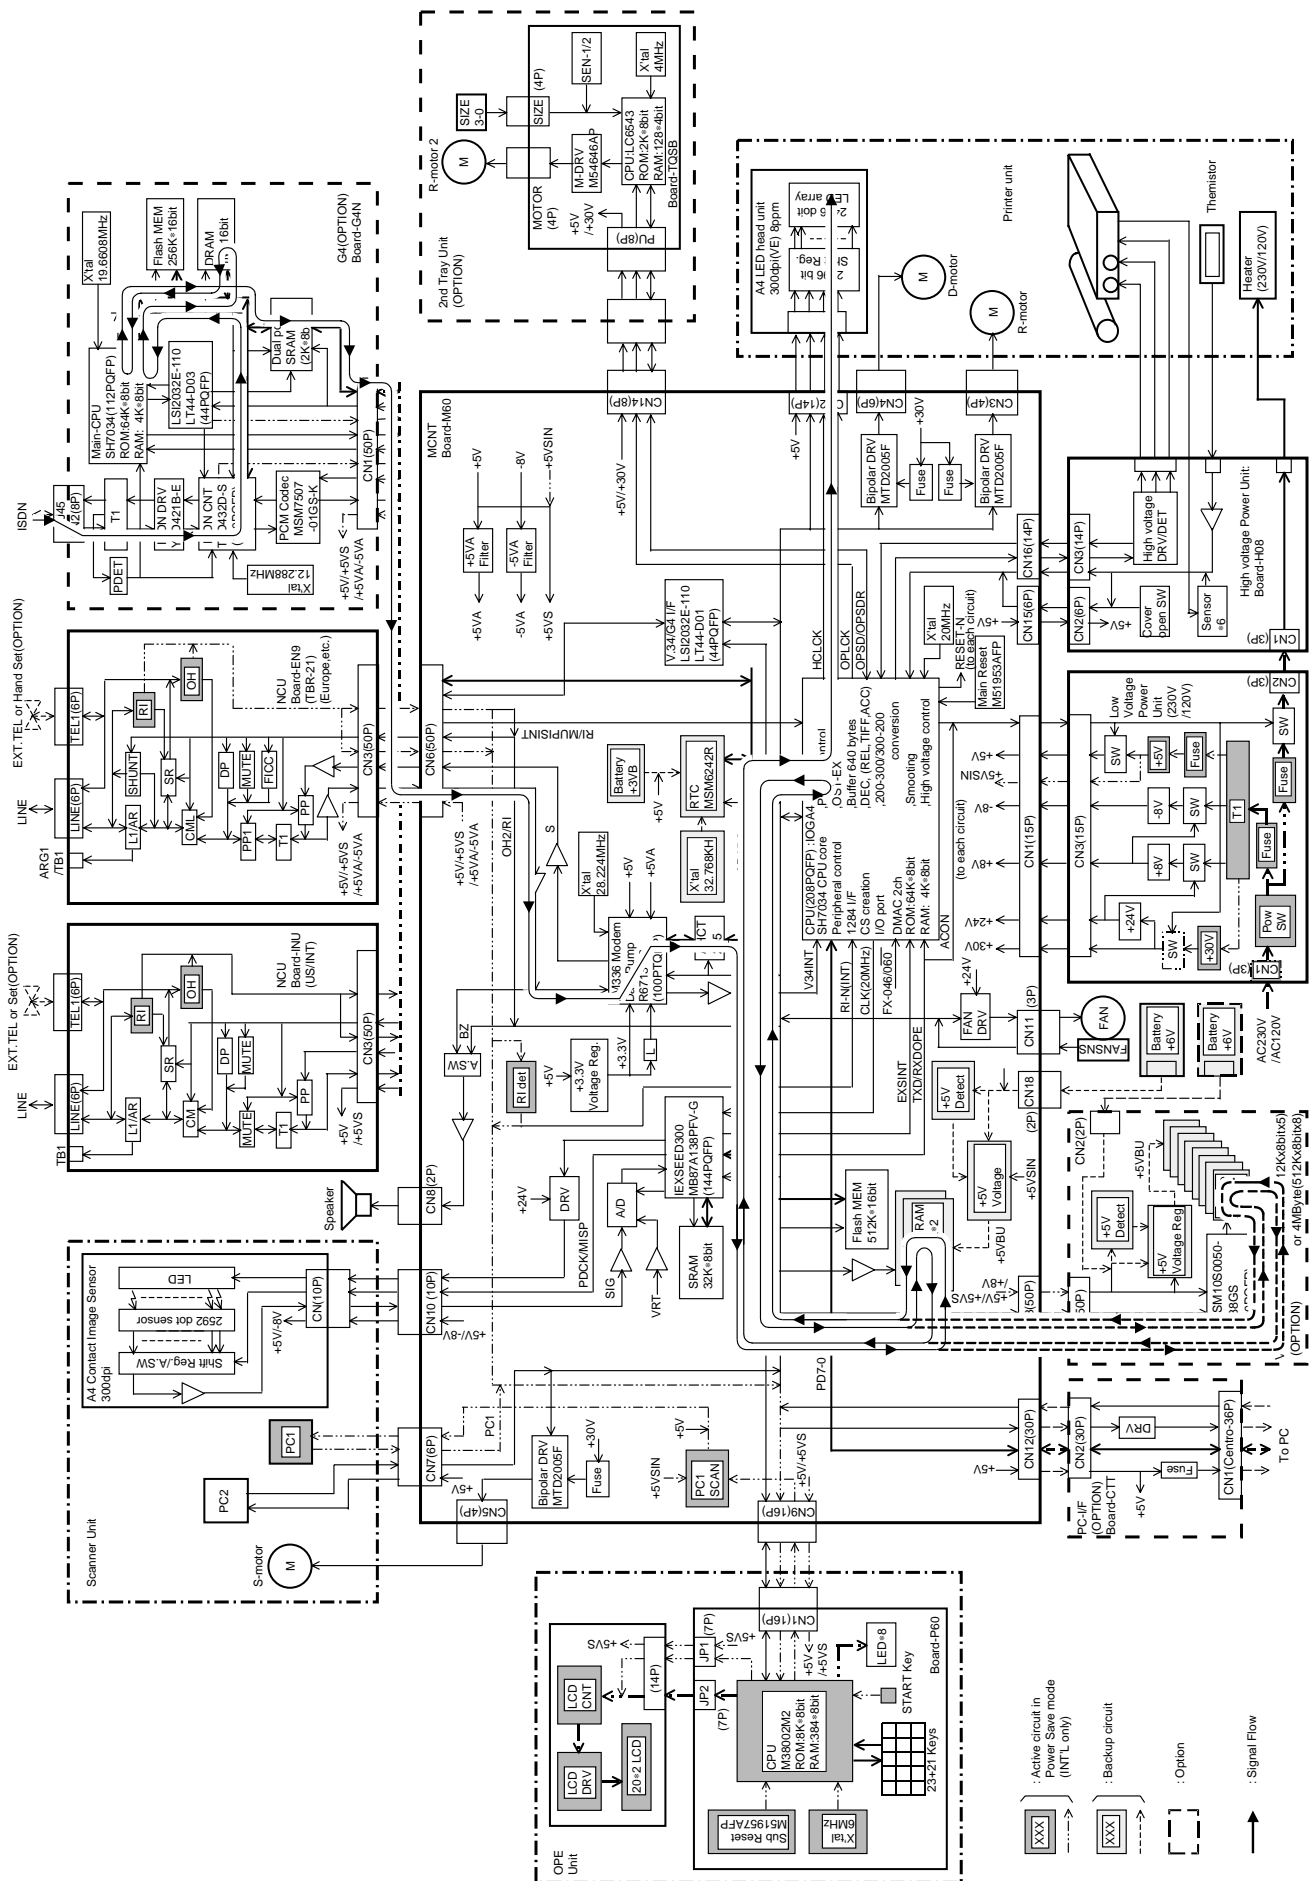 2nd Tray Unit
(OPTION)
R-motor 2
M
SIZE
3-0
SIZE
(4P)
SEN-1/2
X'tal
4MHz
MOTOR
(4P)
M-DRV
M54646AP
CPU:LC6543
ROM:2K*8bit
RAM:128*4bit
Board-TQSB
+5V
/+30V
PU(8P)
G4(OPTION)
Board-G4N
X'tal
19.6608MHz
Flash MEM
256K*16bit
DRAM
16bit
Main-CPU
SH7034(112PQFP)
ROM:64K*8bit
RAM: 4K*8bit
LSI2032E-110
LT44-D03
(44PQFP)
SRAM
PCM Codec
MSM7507
-01GS-K
CN1(50P)
ISDN
T1
PDET
X'tal
12.288MHz
+5V/+5VS
/+5VA/-5VA
Printer unit
A4 LED head unit
300dpi(VE) 8ppm
LED array
M
D-motor
M
R-motor
Themistor
Heater
(230V/120V)
EXT.TEL or Hand Set(OPTION)
LINE
ARG1
/TB1
TEL1(6P)
LINE(6P)
NCU
Board-EN9
(TBR-21)
(Europe,etc.)
RI
OH
SHUNT
SR
L1/AR
CML
DP
MUTE
FICC
PP1
PP
T1
+5V/+5VS
/+5VA/-5VA
CN3(50P)
EXT.TEL or Set(OPTION)
LINE
TB1
TEL1(6P)
LINE(6P)
NCU
Board-INU
(US/INT)
RI
OH
SR
L1/AR
CM
DP
MUTE
MUTE
PP
T1
+5V
/+5VS
CN3(50P)
Speaker
CN8(2P)
MCNT
Board-M60
CN14(8P)
CN4(6P)
CN3(4P)
+5V/+30V
+5V
Bipolar DRV
MTD2005F
+30V
Fuse
Fuse
Bipolar DRV
MTD2005F
+5VA
Filter
-5VA
Filter
+5V
-8V
+5VSIN
+5VA
-5VA
+5VS
V.34/G4 I/F
LSI2032E-110
LT44-D01
(44PQFP)
HCLCK
OPLCK
OPSD/OPSDR
X'tal
20MHz
RESET-N
(to each circuit)
Main Reset
M51953AFP
CN6(50P)
+5V/+5VS
/+5VA/-5VA
OH2/RI
RI/MUPISINT
Battery
+3VB
+5V
RTC
MSM6242R
X'tal
32.768KH
X'tal
28.224MHz
+5V
+5VA
S
(100PTQ
CPU(208PQFP) :IOGA4
SH7034 CPU core
Peripheral control
1284 I/F
CS creation
I/O port
DMAC 2ch
ROM:64K*8bit
RAM: 4K*8bit
Buffer 640 bytes
,200-300/300-200
conversion
Smooting
,High voltage control
(to each circuit)
ACON
V34INT
RI-N(INT)
CLK(20MHz)
FX-046/060
EXSINT
TXD/RXDOPE
BZ
A.SW
RI det
+5V
+3.3V
Voltage Reg.
+3.3V
L
IEXSEED300
MB87A138PFV-G
(144PQFP)
SRAM
32K*8bit
+24V
DRV
A/D
PDCK/MISP
SIG
VRT
Flash MEM
512K*16bit
RAM
*2
+24V
FAN
DRV
CN11
(3P)
FAN
FANSNS
CN18
(2P)
+5V
Detect
+5V
Voltage
+5VSIN
+5VBU
+5V/+5VS
/-8V
PD7-0
CN12(30P)
+5V
CN1(15P)
CN15(6P)
CN16(14P)
CN2(6P)
CN3(14P)
+5V
+5V
Cover
open SW
High voltage
DRV/DET
Sensor
*6
High voltage Power Unit:
Board-H08
CN1
(3P)
CN2
(3P)
CN3(15P)
+5V
+5VSIN
-8V
+8V
+24V
+30V
Low
Voltage
Power
Unit
(230V
/120V)
SW
+5V
Fuse
-8V
SW
+8V
SW
+24V
SW
+30V
T1
Fuse
Fuse
SW
Pow
SW
CN1
(3P)
AC230V
/AC120V
Battery
+6V
Battery
+6V
CN2(2P)
+5VBU
+5V
Detect
+5V
Voltage Reg
SM10S0050-
or 4MByte(512Kx8bitx8)
(OPTION)
PC-I/F
(OPTION)
Board-CTT
CN2(30P)
DRV
Fuse
+5V
CN1(Centro-36P)
To PC
Scanner Unit
A4 Contact Image Sensor
300dpi
LED
2592 dot sensor
Shift Reg./A.SW
+5V/-8V
CN(10P)
CN10 (10P)
+5V/-8V
PC1
PC2
S-motor
M
CN7(6P)
CN5(4P)
+5V
PC1
Bipolar DRV
MTD2005F
+30V
Fuse
+5VSIN
PC1
SCAN
+5V
+5V/+5VS
CN9(16P)
OPE
Unit
LCD
CNT
LCD
DRV
20*2 LCD
+5VS
(14P)
JP1
(7P)
JP2
(7P)
+5VS
CN1(16P)
+5V
/+5VS
Board-P60
LED*8
START Key
CPU
M38002M2
ROM:8K*8bit
RAM:384*8bit
23+21 Keys
Sub Reset
M51957AFP
X'tal
6MHz
XXX
: Active circuit in
Power Save mode
(INT'L only)
XXX
: Backup circuit
: Option
: Signal Flow